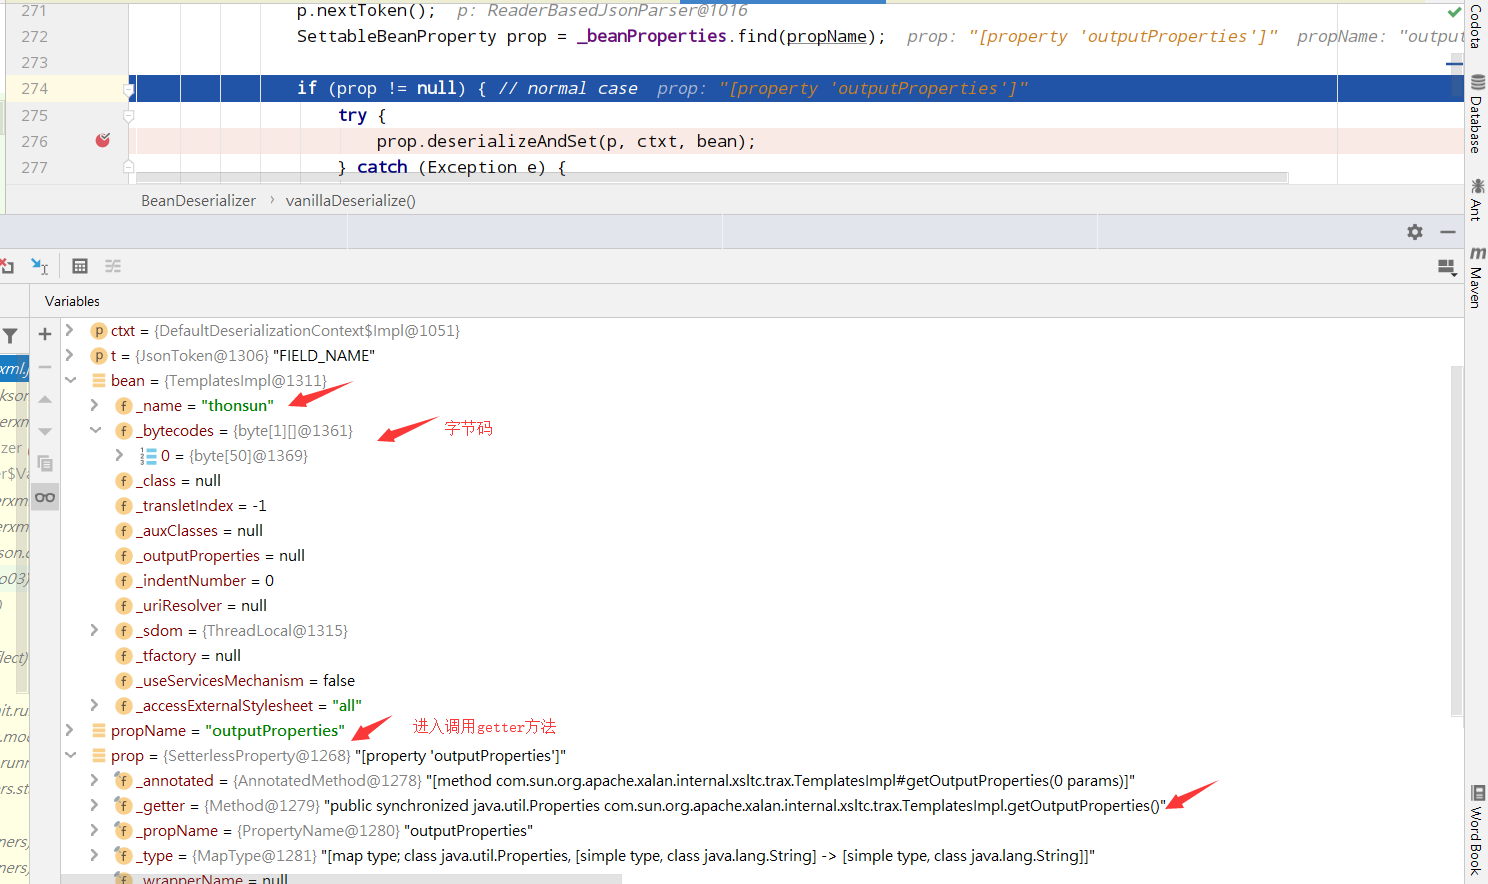 271 p.nextToken(); p: ReaderBasedJsonParser@1016
272 SettableBeanProperty prop = _beanProperties.find(propName); prop: "[property 'outputProperties']" propName: "output
273
274 if (prop != null) { // normal case prop: "[property 'outputProperties']"
275 try {
276 prop.deserializeAndSet(p, ctxt, bean);
277 } catch (Exception e) {
BeanDeserializer › vanillaDeserialize()
Variables
ctxt = {DefaultDeserializationContext$Impl@1051}
t = {JsonToken@1306} "FIELD_NAME"
bean = {TemplatesImpl@1311}
_name = "thonsun"
_bytecodes = {byte[1][]@1361} 字节码
0 = {byte[50]@1369}
_class = null
_transletIndex = -1
_auxClasses = null
_outputProperties = null
_indentNumber = 0
_uriResolver = null
_sdom = {ThreadLocal@1315}
_tfactory = null
_useServicesMechanism = false
_accessExternalStylesheet = "all"
propName = "outputProperties" 进入调用getter方法
prop = {SetterlessProperty@1268} "[property 'outputProperties']"
_annotated = {AnnotatedMethod@1278} "[method com.sun.org.apache.xalan.internal.xsltc.trax.TemplatesImpl#getOutputProperties(0 params)]"
_getter = {Method@1279} "public synchronized java.util.Properties com.sun.org.apache.xalan.internal.xsltc.trax.TemplatesImpl.getOutputProperties()"
_propName = {PropertyName@1280} "outputProperties"
_type = {MapType@1281} "[map type; class java.util.Properties, [simple type, class java.lang.String] -> [simple type, class java.lang.String]]"
_wrapperName = null
Codota
Database
Ant
Maven
Word Book